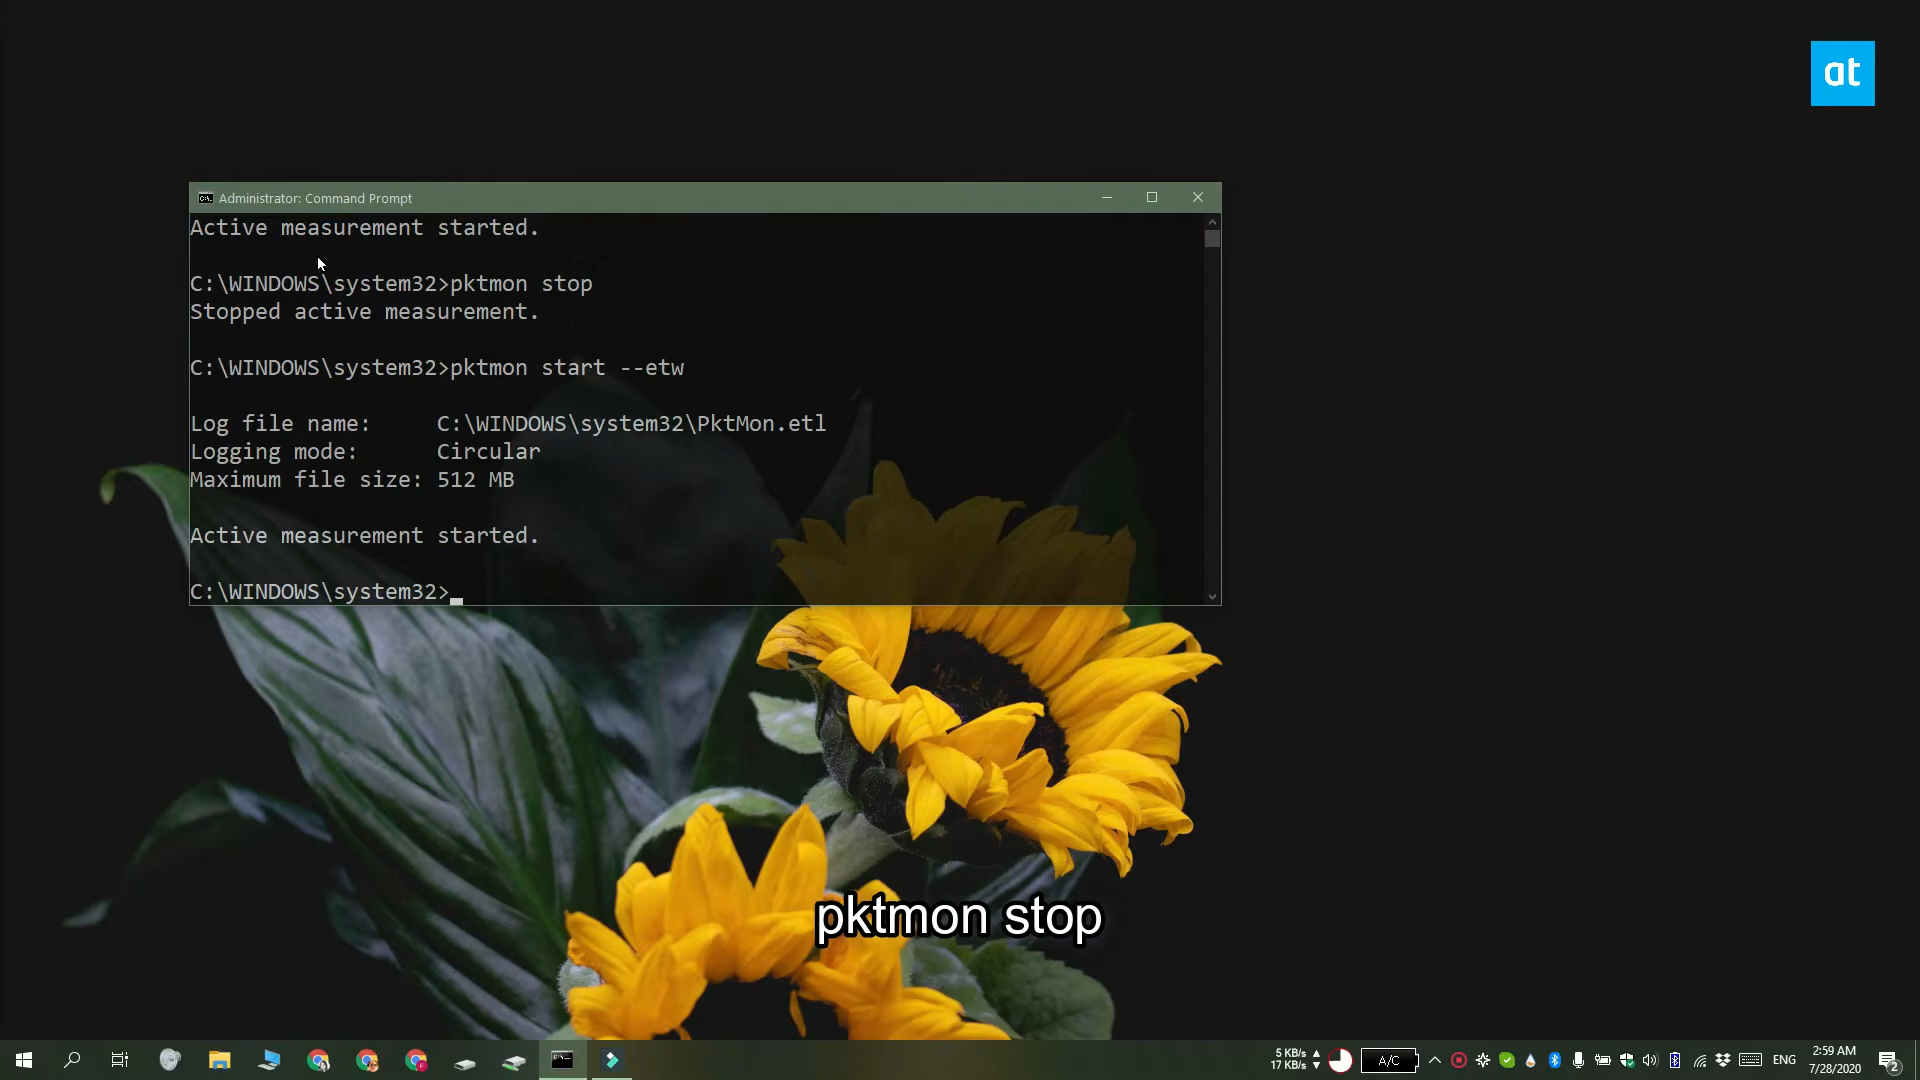 at
Administrator: Command Prompt
Active measurement started.
C:\WINDOWS\system32>pktmon stop
Stopped active measurement.
C:\WINDOWS\system32>pktmon start --etw
Log file name: C:\WINDOWS\system32\PktMon.etl
Logging mode: Circular
Maximum file size: 512 MB
Active measurement started.
C:\WINDOWS\system32>
pktmon stop
5 KB/s
17 KB/s
A/C
ENG
2:59 AM
7/28/2020
2